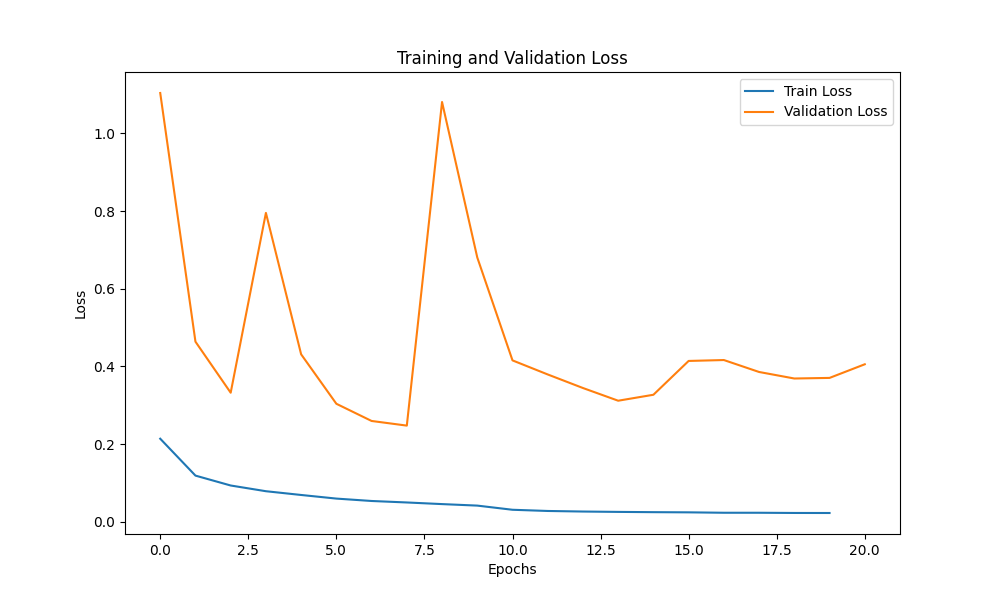 Training and Validation Loss
Train Loss
Validation Loss
1.0
0.8
0.6
0.4
0.2
0.0
Loss
0.0 2.5 5.0 7.5 10.0 12.5 15.0 17.5 20.0
Epochs